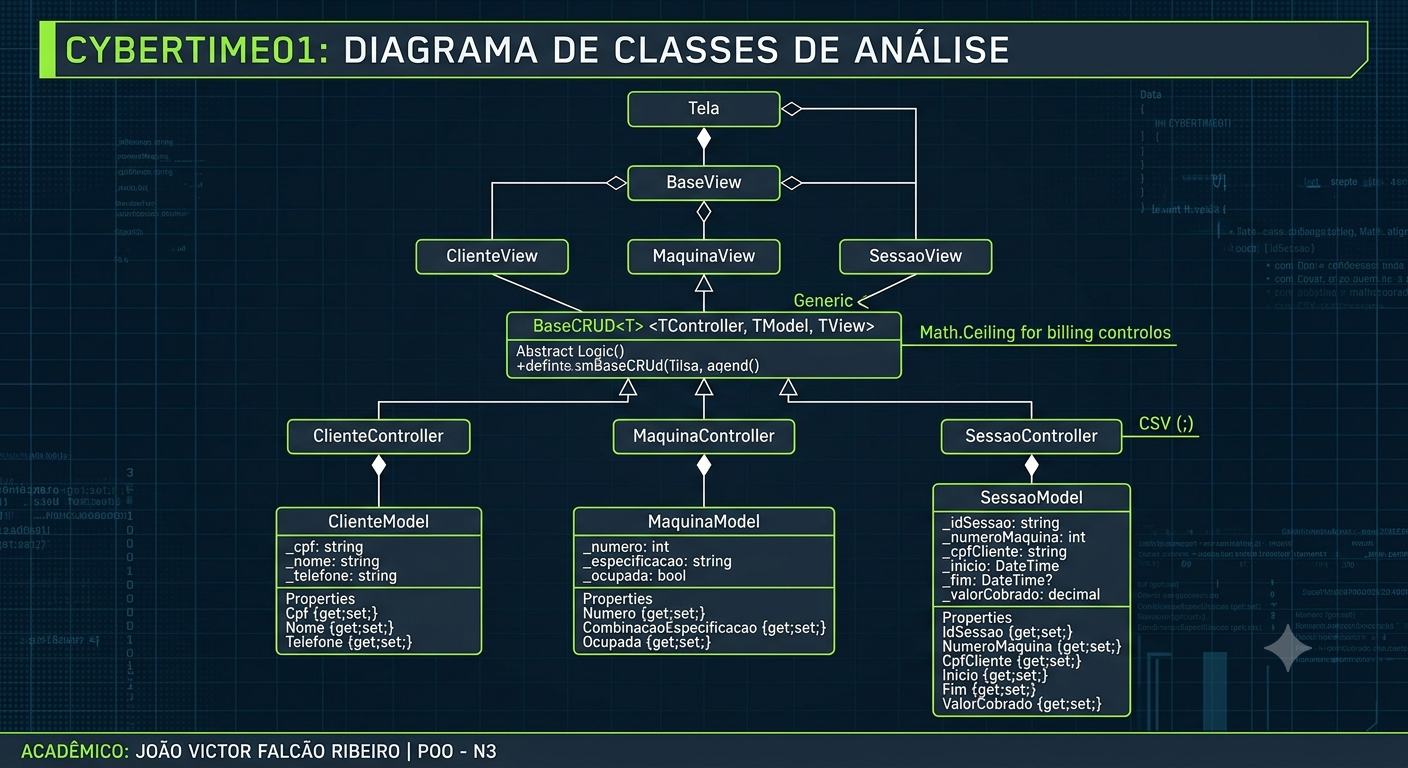 CYBERTIME01: DIAGRAMA DE CLASSES DE ANÁLISE
Tela
BaseView
ClienteView
MaquinaView
SessaoView
Generic <
BaseCRUD<T> <TController, TModel, TView>
Abstract Logic()
Math.Ceiling for billing controlos
ClienteController
MaquinaController
SessaoController
CSV (;)
ClienteModel
_cpf: string
_nome: string
_telefone: string
Properties
Cpf {get;set;}
Nome {get;set;}
Telefone {get;set;}
MaquinaModel
_numero: int
_especificacao: string
_ocupada: bool
Properties
Numero {get;set;}
CombinacaoEspecificacao {get;set;}
Ocupada {get;set;}
SessaoModel
_idSessao: string
_numeroMaquina: int
_cpfCliente: string
_inicio: DateTime
_fim: DateTime?
_valorCobrado: decimal
Properties
IdSessao {get;set;}
NumeroMaquina {get;set;}
CpfCliente {get;set;}
Inicio {get;set;}
Fim {get;set;}
ValorCobrado {get;set;}
ACADÊMICO: JOÃO VICTOR FALCÃO RIBEIRO | POO - N3